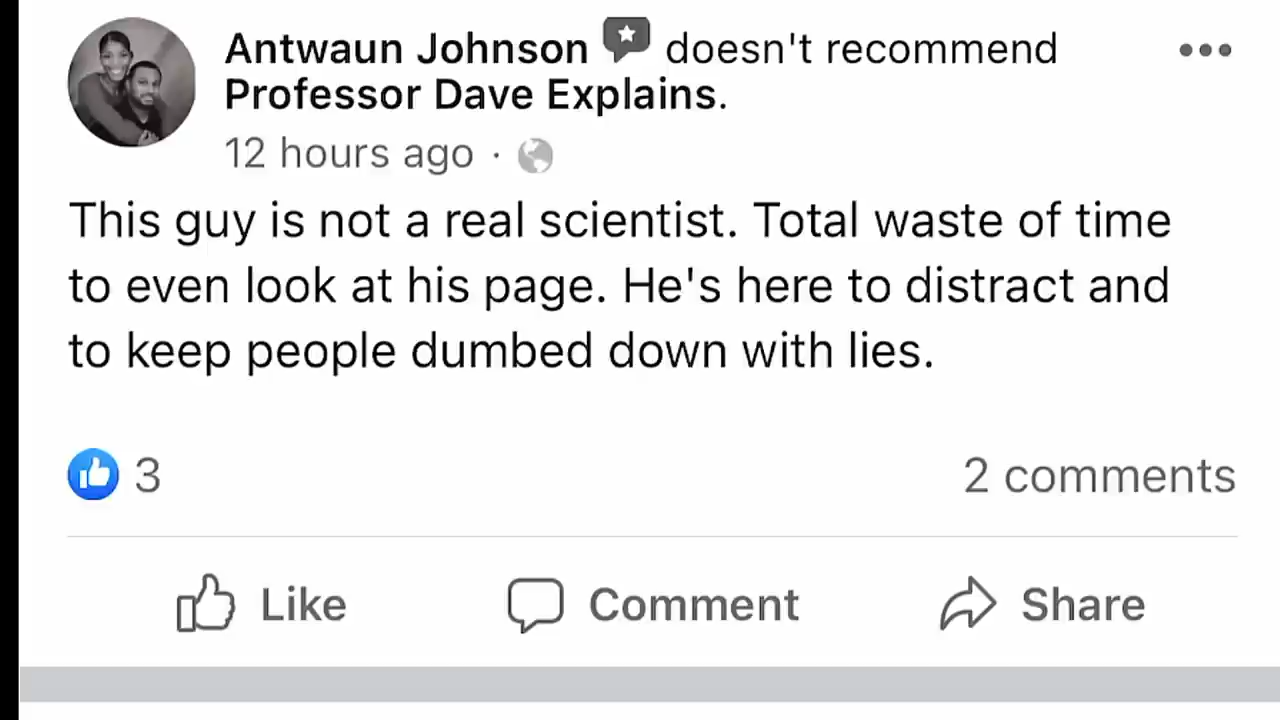 Antwaun Johnson doesn't recommend
Professor Dave Explains.
12 hours ago ·
This guy is not a real scientist. Total waste of time
to even look at his page. He's here to distract and
to keep people dumbed down with lies.
3 2 comments
Like Comment Share